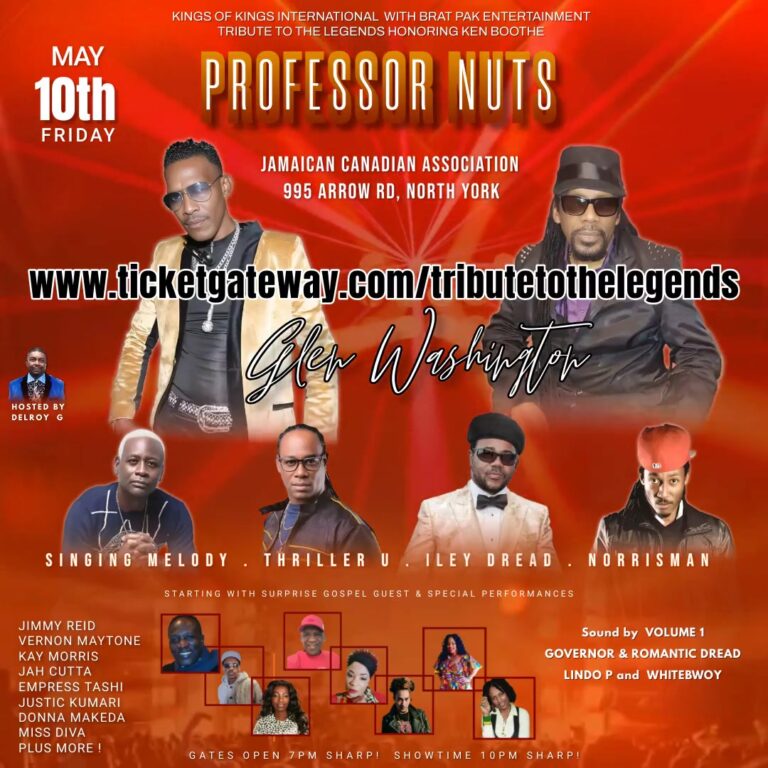 KINGS OF KINGS INTERNATIONAL WITH BRAT PAK ENTERTAINMENT
TRIBUTE TO THE LEGENDS HONORING KEN BOOTHE
MAY
10th
FRIDAY
PROFESSOR NUTS
JAMAICAN CANADIAN ASSOCIATION
995 ARROW RD, NORTH YORK
www.ticketgateway.com/tributetothelegends
Glen Washington
HOSTED BY
DELROY G
SINGING MELODY . THRILLER U . ILEY DREAD . NORRISMAN
STARTING WITH SURPRISE GOSPEL GUEST & SPECIAL PERFORMANCES
JIMMY REID
VERNON MAYTONE
KAY MORRIS
JAH CUTTA
EMPRESS TASHI
JUSTIC KUMARI
DONNA MAKEDA
MISS DIVA
PLUS MORE !
Sound by VOLUME 1
GOVERNOR & ROMANTIC DREAD
LINDO P and WHITEBWOY
GATES OPEN 7PM SHARP! SHOWTIME 10PM SHARP!